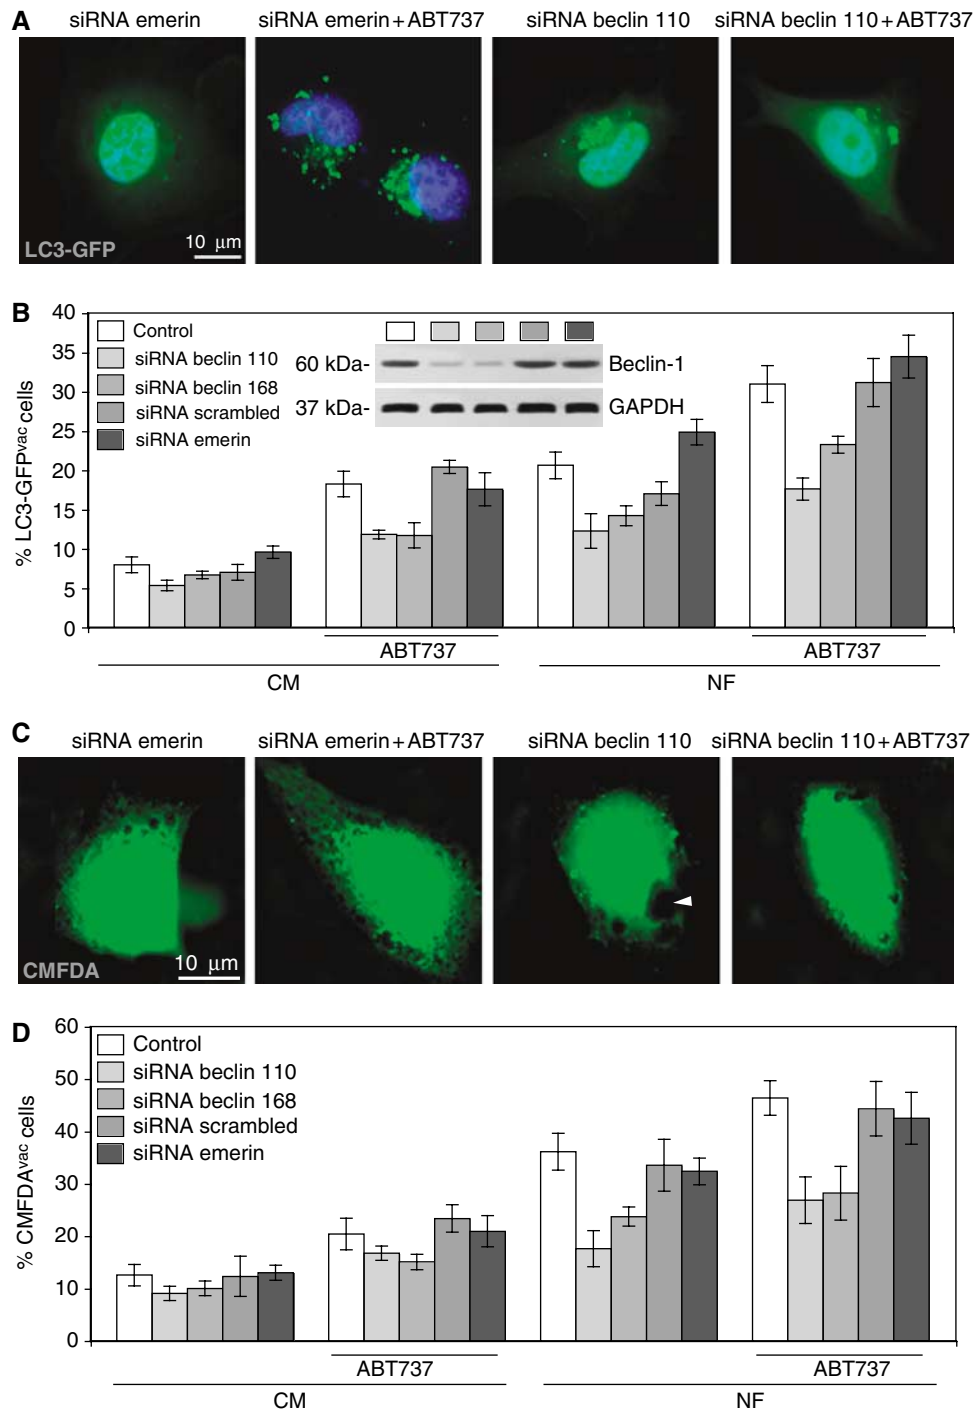 A
siRNA emerin siRNA emerin+ABT737 siRNA beclin 110 siRNA beclin 110+ABT737
LC3-GFP
10 μm
B
% LC3-GFPvac cells
40
35
30
25
20
15
10
5
0
Control
siRNA beclin 110
siRNA beclin 168
siRNA scrambled
siRNA emerin
60 kDa- Beclin-1
37 kDa- GAPDH
ABT737 ABT737
CM NF
C
siRNA emerin siRNA emerin+ABT737 siRNA beclin 110 siRNA beclin 110+ABT737
CMFDA
10 μm
D
% CMFDAvac cells
60
50
40
30
20
10
0
Control
siRNA beclin 110
siRNA beclin 168
siRNA scrambled
siRNA emerin
ABT737 ABT737
CM NF